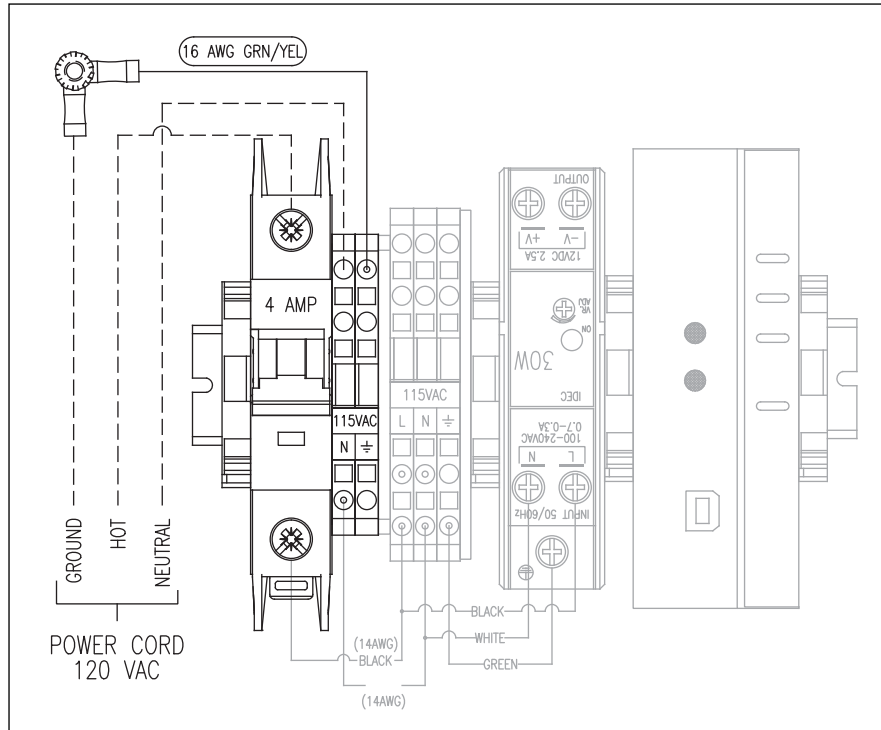 16 AWG GRN/YEL
OUTPUT
+V -V
12VDC 2.5A
VR.
ADJ
ON
30W
IDEC
4 AMP
115VAC
L N
115VAC
N
100-240VAC
0.7-0.3A
N L
INPUT 50/60Hz
GROUND
HOT
NEUTRAL
POWER CORD
120 VAC
BLACK
WHITE
GREEN
(14AWG)
BLACK
(14AWG)